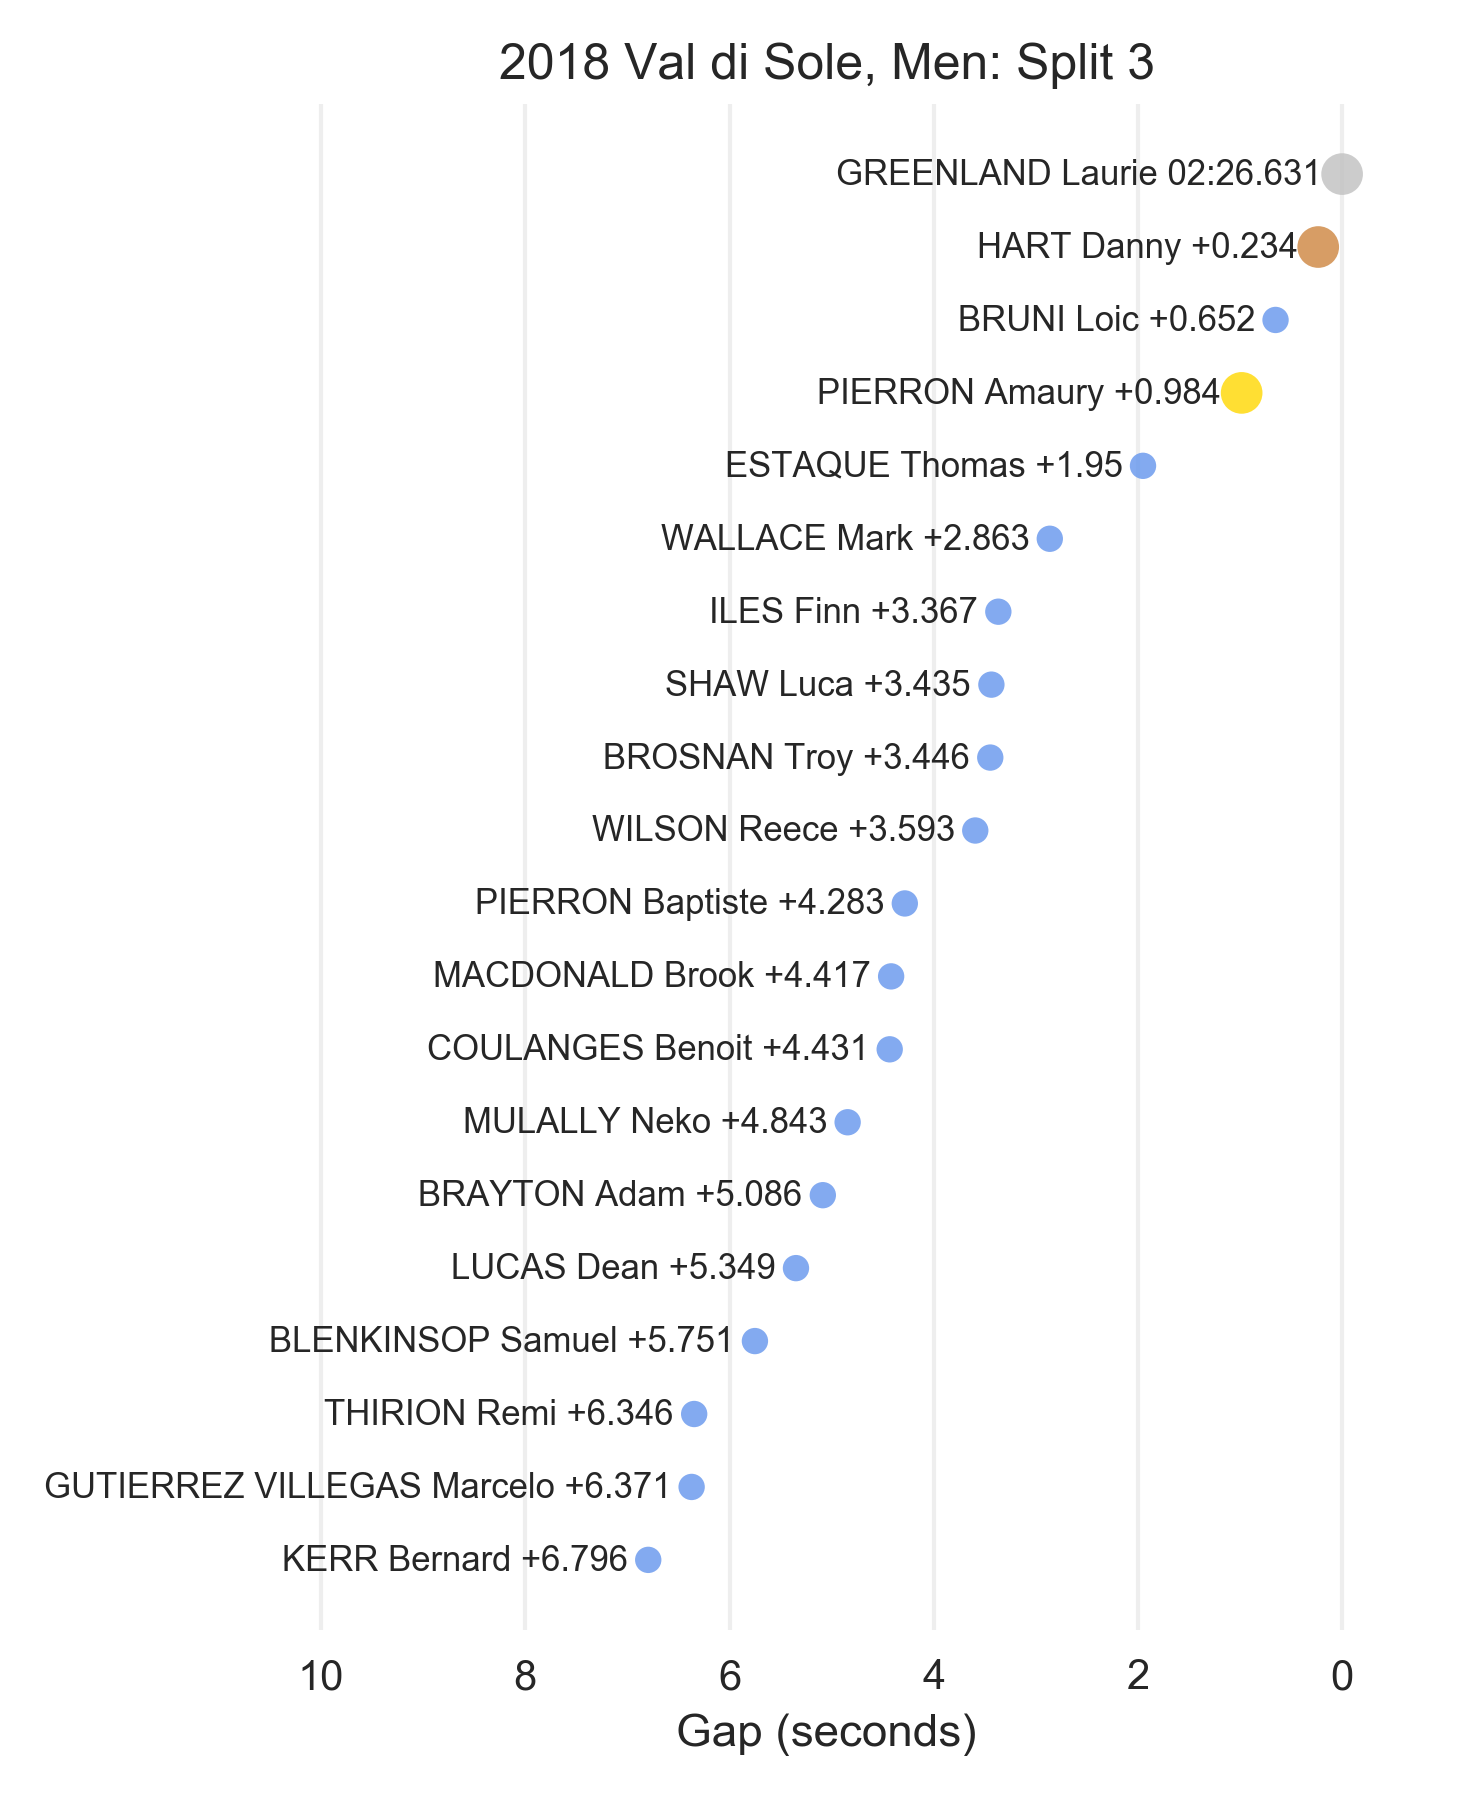 2018 Val di Sole, Men: Split 3
GREENLAND Laurie 02:26.631
HART Danny +0.234
BRUNI Loic +0.652
PIERRON Amaury +0.984
ESTAQUE Thomas +1.95
WALLACE Mark +2.863
ILES Finn +3.367
SHAW Luca +3.435
BROSNAN Troy +3.446
WILSON Reece +3.593
PIERRON Baptiste +4.283
MACDONALD Brook +4.417
COULANGES Benoit +4.431
MULALLY Neko +4.843
BRAYTON Adam +5.086
LUCAS Dean +5.349
BLENKINSOP Samuel +5.751
THIRION Remi +6.346
GUTIERREZ VILLEGAS Marcelo +6.371
KERR Bernard +6.796
10 8 6 4 2 0
Gap (seconds)